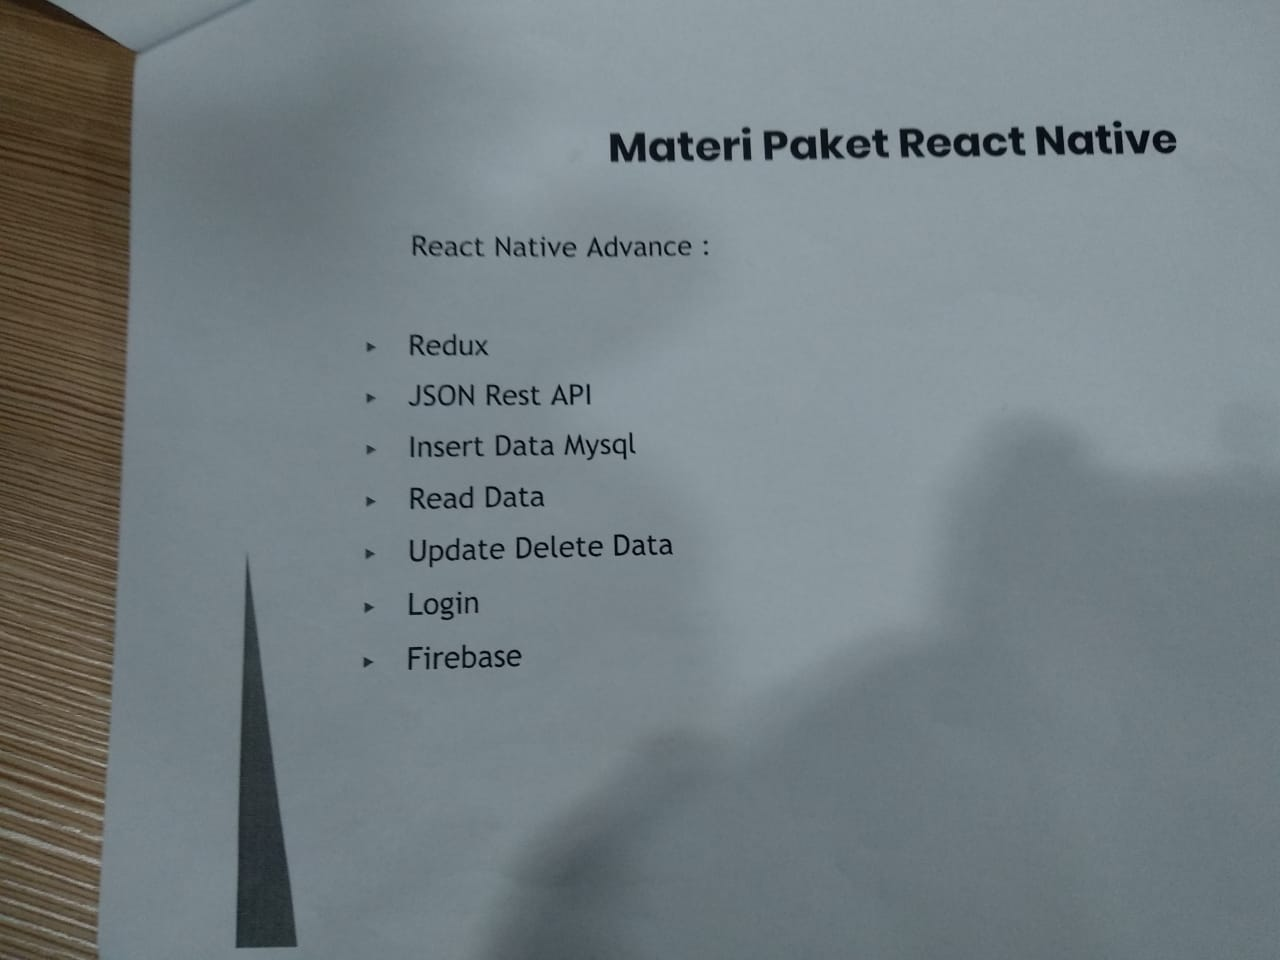 Materi Paket React Native
React Native Advance :
Redux
JSON Rest API
Insert Data Mysql
Read Data
Update Delete Data
Login
Firebase